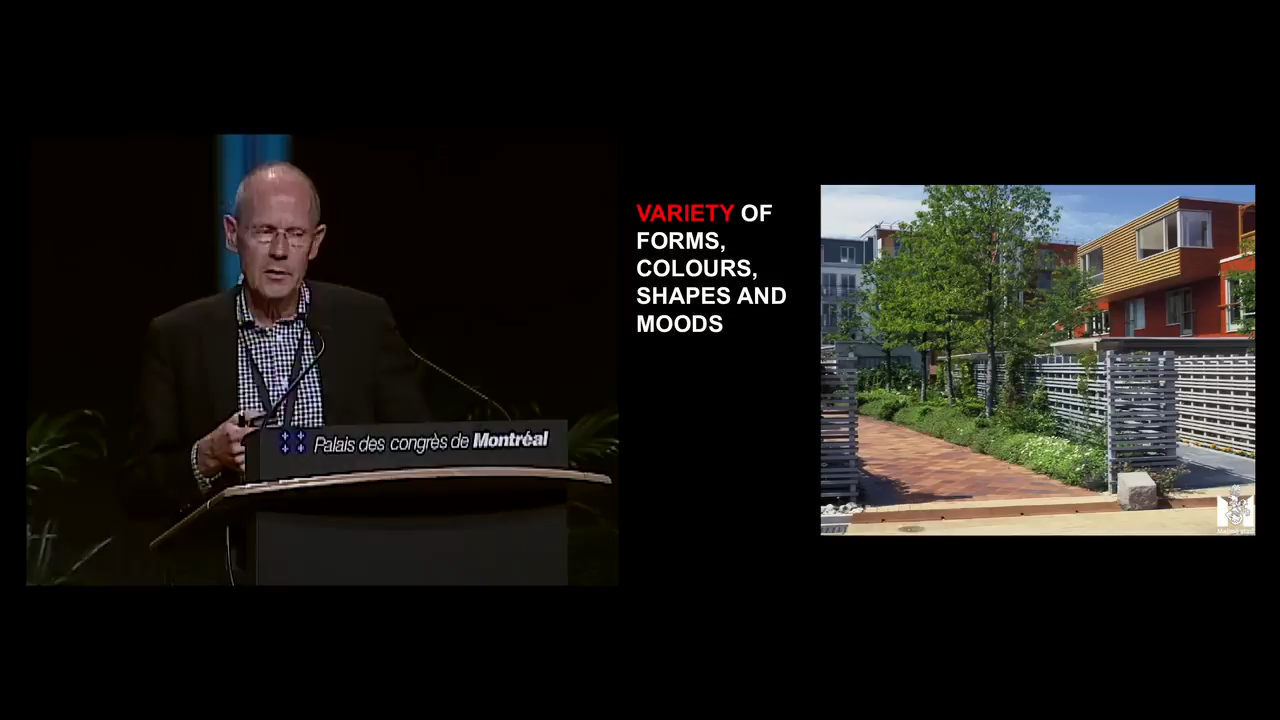 Palais des congrès de Montréal
VARIETY OF
FORMS,
COLOURS,
SHAPES AND
MOODS